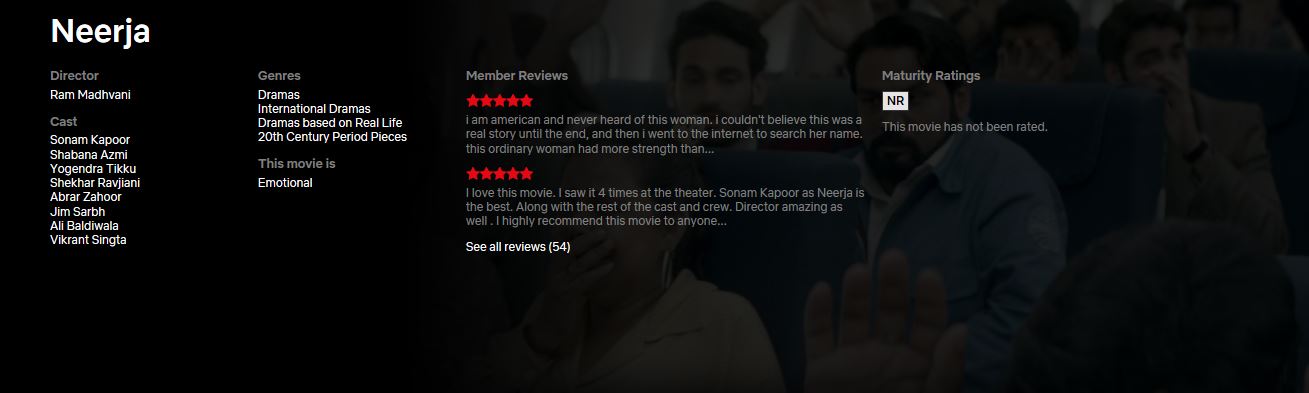 Neerja
Director
Ram Madhvani
Cast
Sonam Kapoor
Shabana Azmi
Yogendra Tikku
Shekhar Ravjiani
Abrar Zahoor
Jim Sarbh
Ali Baldiwala
Vikrant Singta
Genres
Dramas
International Dramas
Dramas based on Real Life
20th Century Period Pieces
This movie is
Emotional
Member Reviews
i am american and never heard of this woman. i couldn't believe this was a
real story until the end, and then i went to the internet to search her name.
this ordinary woman had more strength than...
I love this movie. I saw it 4 times at the theater. Sonam Kapoor as Neerja is
the best. Along with the rest of the cast and crew. Director amazing as
well . I highly recommend this movie to anyone...
See all reviews (54)
Maturity Ratings
NR
This movie has not been rated.